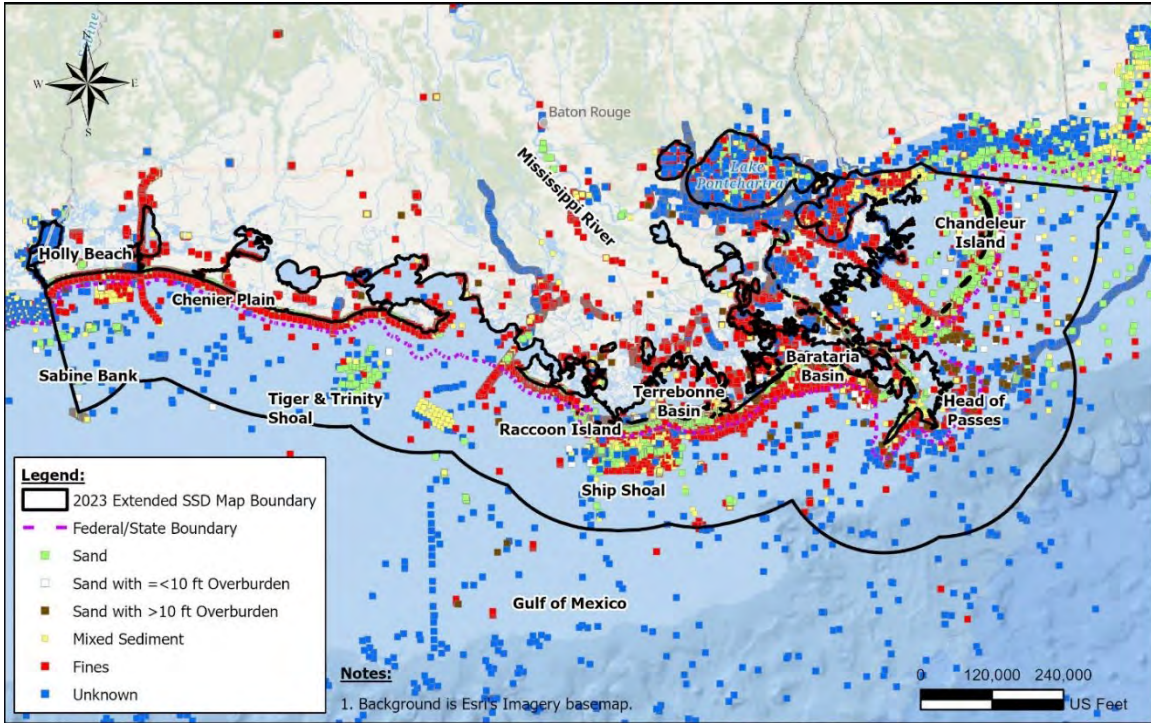 N
W
E
S
Baton Rouge
Mississippi River
Lake
Pontchartra
Chandeleur
Island
Holly Beach
Chenier Plain
Sabine Bank
Tiger & Trinity
Shoal
Raccoon Island
Terrebonne
Basin
Barataria
Basin
Head of
Passes
Ship Shoal
Gulf of Mexico
Legend:
2023 Extended SSD Map Boundary
Federal/State Boundary
Sand
Sand with =<10 ft Overburden
Sand with >10 ft Overburden
Mixed Sediment
Fines
Unknown
Notes:
1. Background is Esri's Imagery basemap.
0 120,000 240,000
US Feet